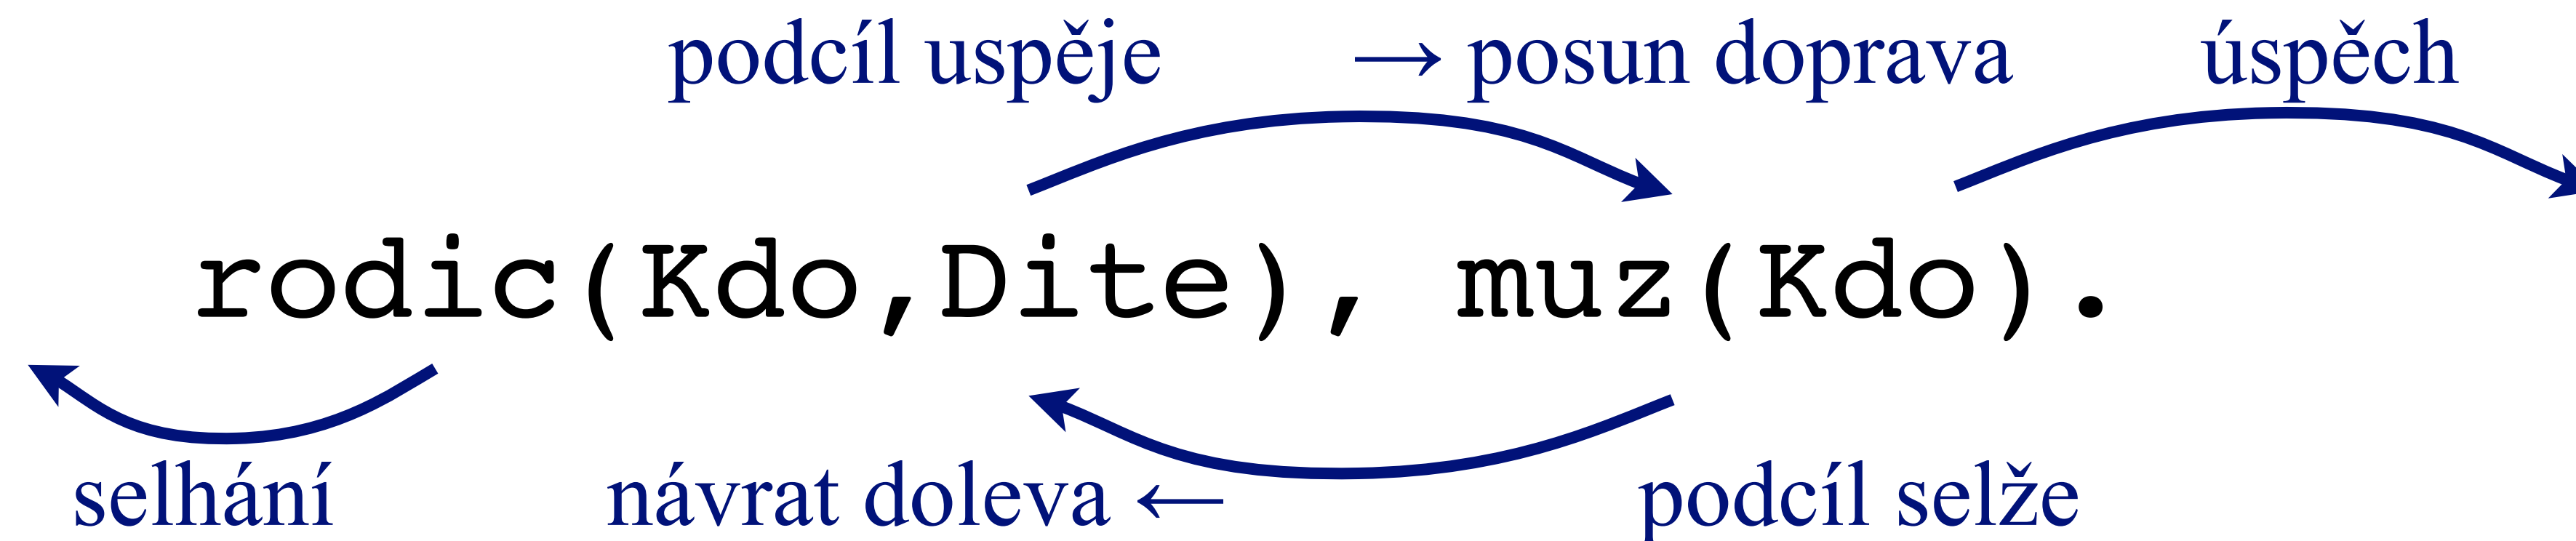 podcíl uspěje → posun doprava úspěch
rodic(Kdo,Dite), muz(Kdo).
selhání návrat doleva ← podcíl selže